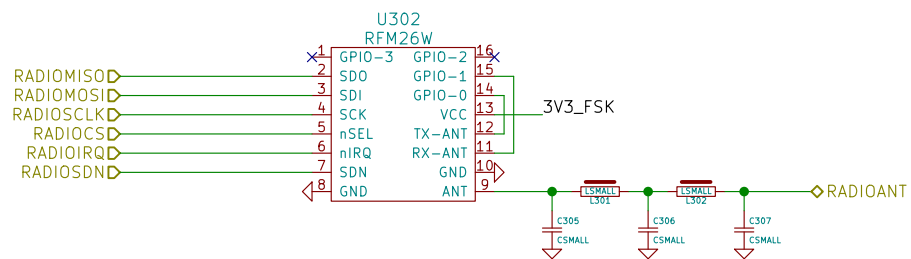 U302
RFM26W
1 GPIO-3 GPIO-2 16
RADIOMISO 2 SDO GPIO-1 15
RADIOMOSI 3 SDI GPIO-0 14
RADIOSCLK 4 SCK VCC 13 3V3_FSK
RADIOCS 5 nSEL TX-ANT 12
RADIOIRQ 6 nIRQ RX-ANT 11
RADIOSDN 7 SDN GND 10
8 GND ANT 9 LSMALL LSMALL RADIOANT
L301 L302
C305 C306 C307
CSMALL CSMALL CSMALL